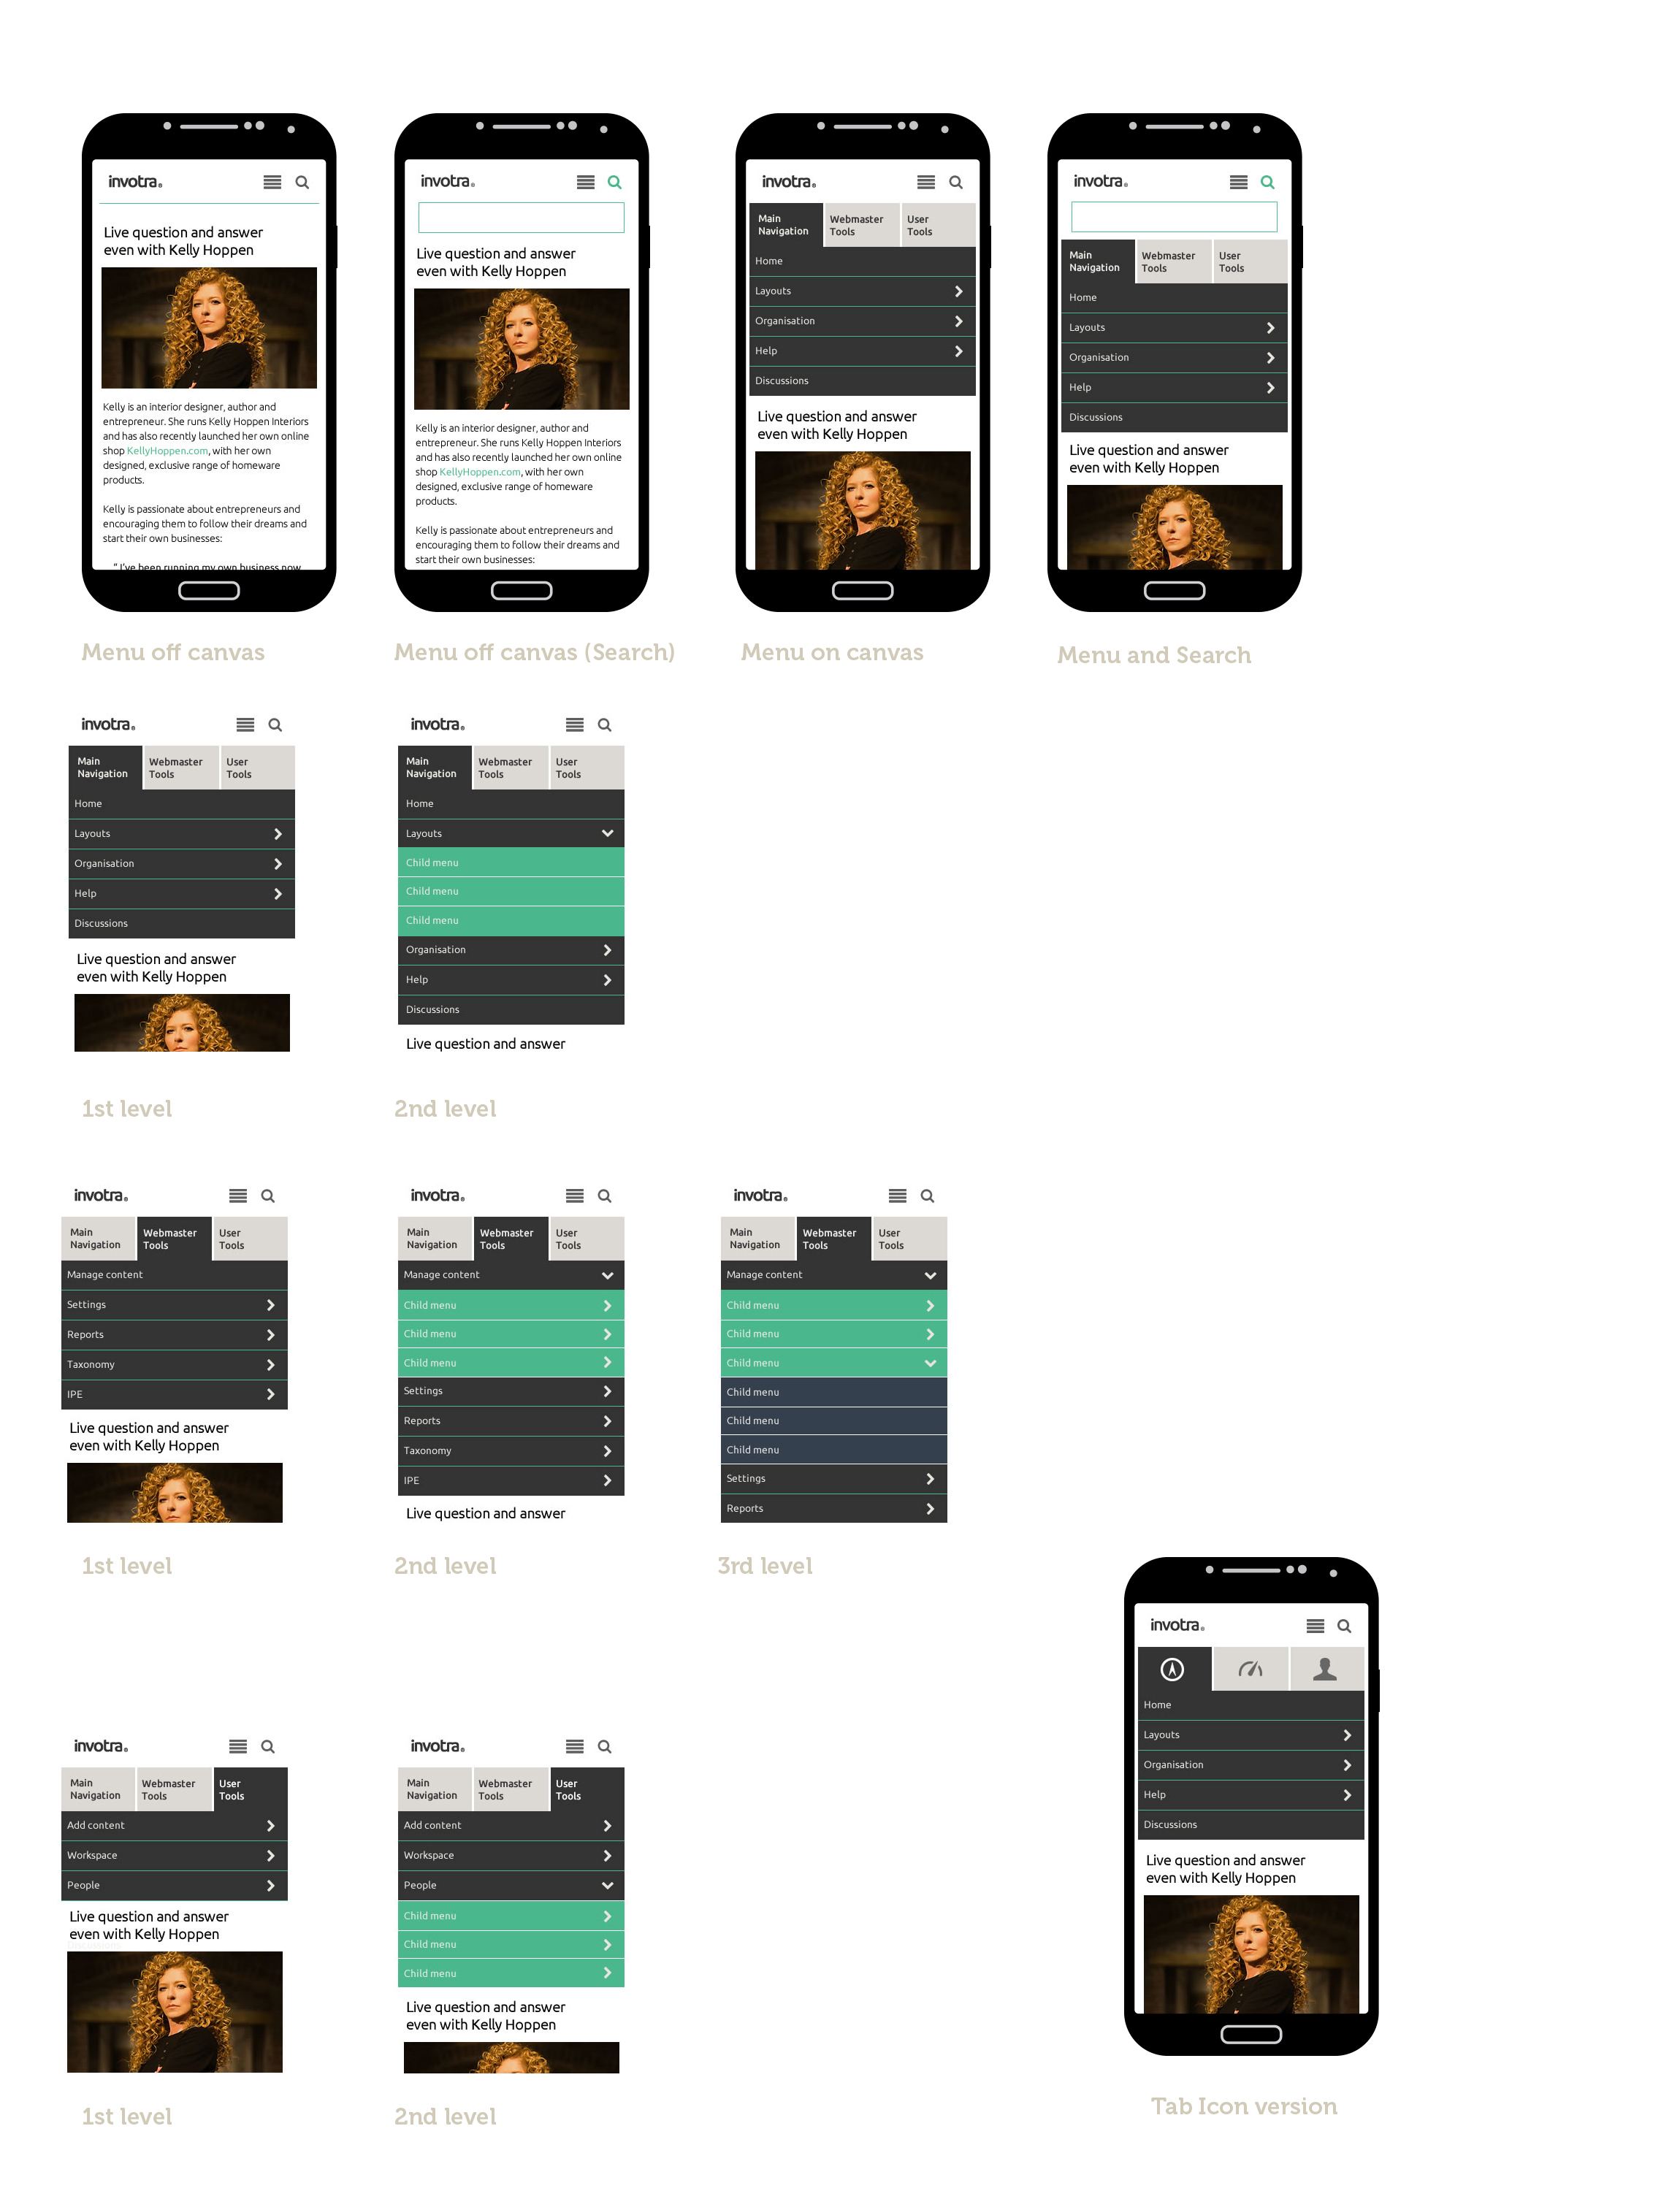 invotra.
Live question and answer
even with Kelly Hoppen
Kelly is an interior designer, author and
entrepreneur. She runs Kelly Hoppen Interiors
and has also recently launched her own online
shop KellyHoppen.com, with her own
designed, exclusive range of homeware
products.
Kelly is passionate about entrepreneurs and
encouraging them to follow their dreams and
start their own businesses:
“ I’ve been running my own business now
Menu off canvas
invotra.
Live question and answer
even with Kelly Hoppen
Kelly is an interior designer, author and
entrepreneur. She runs Kelly Hoppen Interiors
and has also recently launched her own online
shop KellyHoppen.com, with her own
designed, exclusive range of homeware
products.
Kelly is passionate about entrepreneurs and
encouraging them to follow their dreams and
start their own businesses:
Menu off canvas (Search)
invotra.
Main Navigation
Webmaster Tools
User Tools
Home
Layouts
Organisation
Help
Discussions
Live question and answer
even with Kelly Hoppen
Menu on canvas
invotra.
Main Navigation
Webmaster Tools
User Tools
Home
Layouts
Organisation
Help
Discussions
Live question and answer
even with Kelly Hoppen
Menu and Search
invotra.
Main Navigation
Webmaster Tools
User Tools
Home
Layouts
Organisation
Help
Discussions
Live question and answer
even with Kelly Hoppen
1st level
invotra.
Main Navigation
Webmaster Tools
User Tools
Home
Layouts
Child menu
Child menu
Child menu
Organisation
Help
Discussions
Live question and answer
2nd level
invotra.
Main Navigation
Webmaster Tools
User Tools
Manage content
Settings
Reports
Taxonomy
IPE
Live question and answer
even with Kelly Hoppen
1st level
invotra.
Main Navigation
Webmaster Tools
User Tools
Manage content
Child menu
Child menu
Child menu
Settings
Reports
Taxonomy
IPE
Live question and answer
2nd level
invotra.
Main Navigation
Webmaster Tools
User Tools
Manage content
Child menu
Child menu
Child menu
Child menu
Child menu
Child menu
Settings
Reports
3rd level
invotra.
Main Navigation
Webmaster Tools
User Tools
Add content
Workspace
People
Live question and answer
even with Kelly Hoppen
1st level
invotra.
Main Navigation
Webmaster Tools
User Tools
Add content
Workspace
People
Child menu
Child menu
Child menu
Live question and answer
even with Kelly Hoppen
2nd level
invotra.
Home
Layouts
Organisation
Help
Discussions
Live question and answer
even with Kelly Hoppen
Tab Icon version